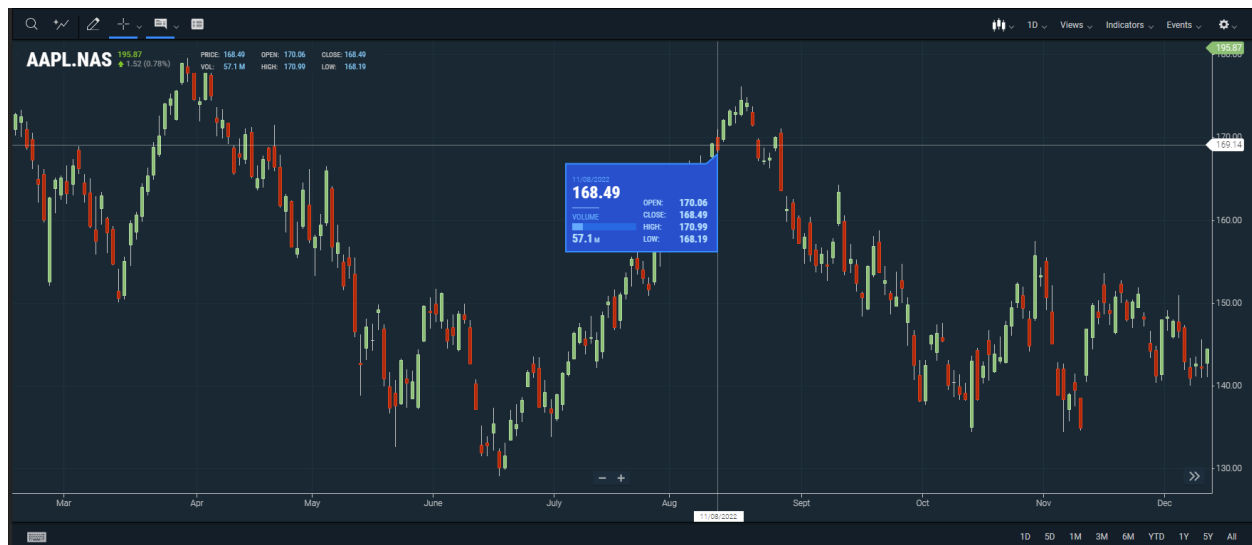 1D Views Indicators Events
AAPL.NAS 195.87 PRICE: 168.49 OPEN: 170.06 CLOSE: 168.49
1.52 (0.78%) VOL: 57.1 M HIGH: 170.99 LOW: 168.19
195.87
180.00
170.00
169.14
11/08/2022
168.49
OPEN: 170.06
VOLUME CLOSE: 168.49
HIGH: 170.99
57.1 M LOW: 168.19
160.00
150.00
140.00
130.00
− +
Mar Apr May June July Aug Sept Oct Nov Dec
11/08/2022
1D 5D 1M 3M 6M YTD 1Y 5Y All